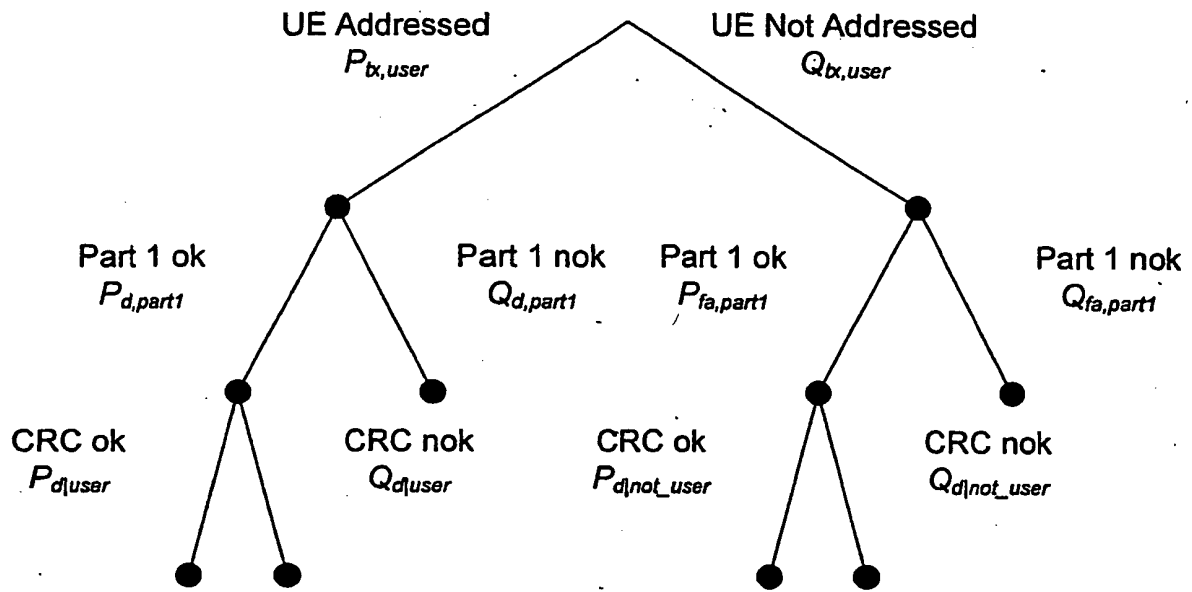 UE Addressed
P_tx,user
UE Not Addressed
Q_tx,user
Part 1 ok
P_d,part1
Part 1 nok
Q_d,part1
Part 1 ok
P_fa,part1
Part 1 nok
Q_fa,part1
CRC ok
P_d|user
CRC nok
Q_d|user
CRC ok
P_d|not_user
CRC nok
Q_d|not_user